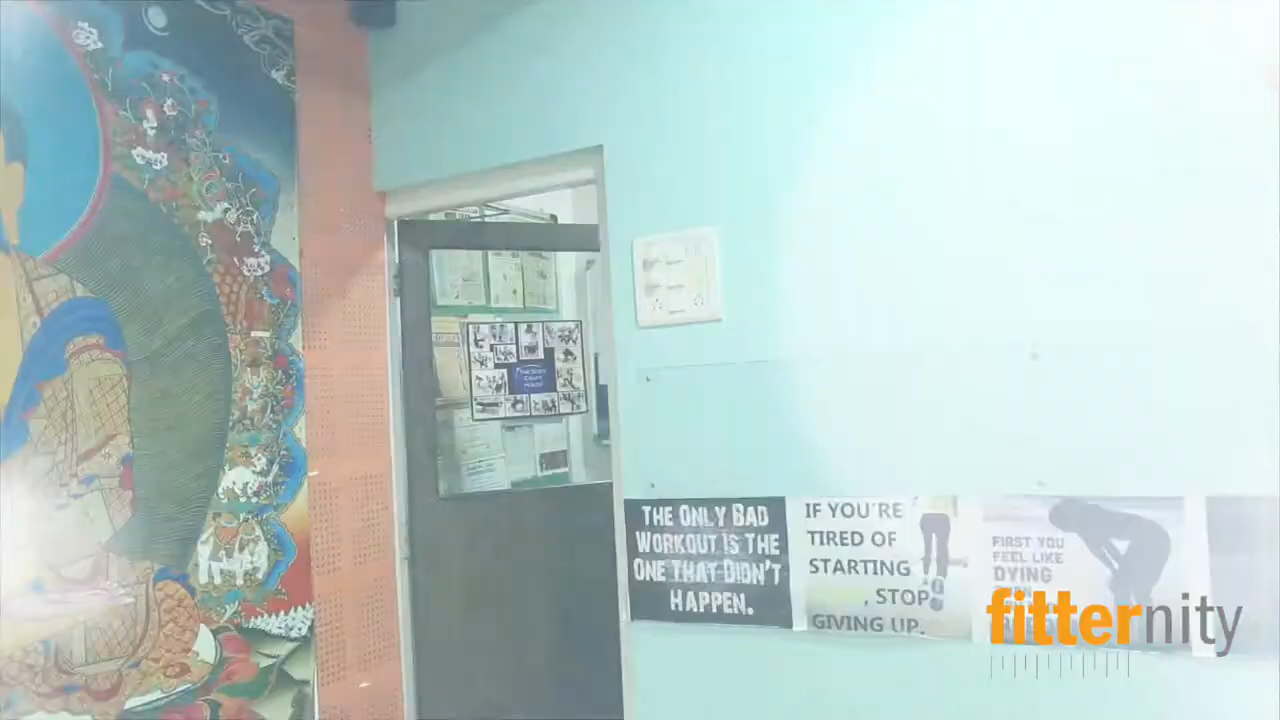 THE ONLY BAD
WORKOUT IS THE
ONE THAT DIDN'T
HAPPEN.
IF YOU'RE
TIRED OF
STARTING
, STOP
GIVING UP.
FIRST YOU
FEEL LIKE
DYING
fitternity